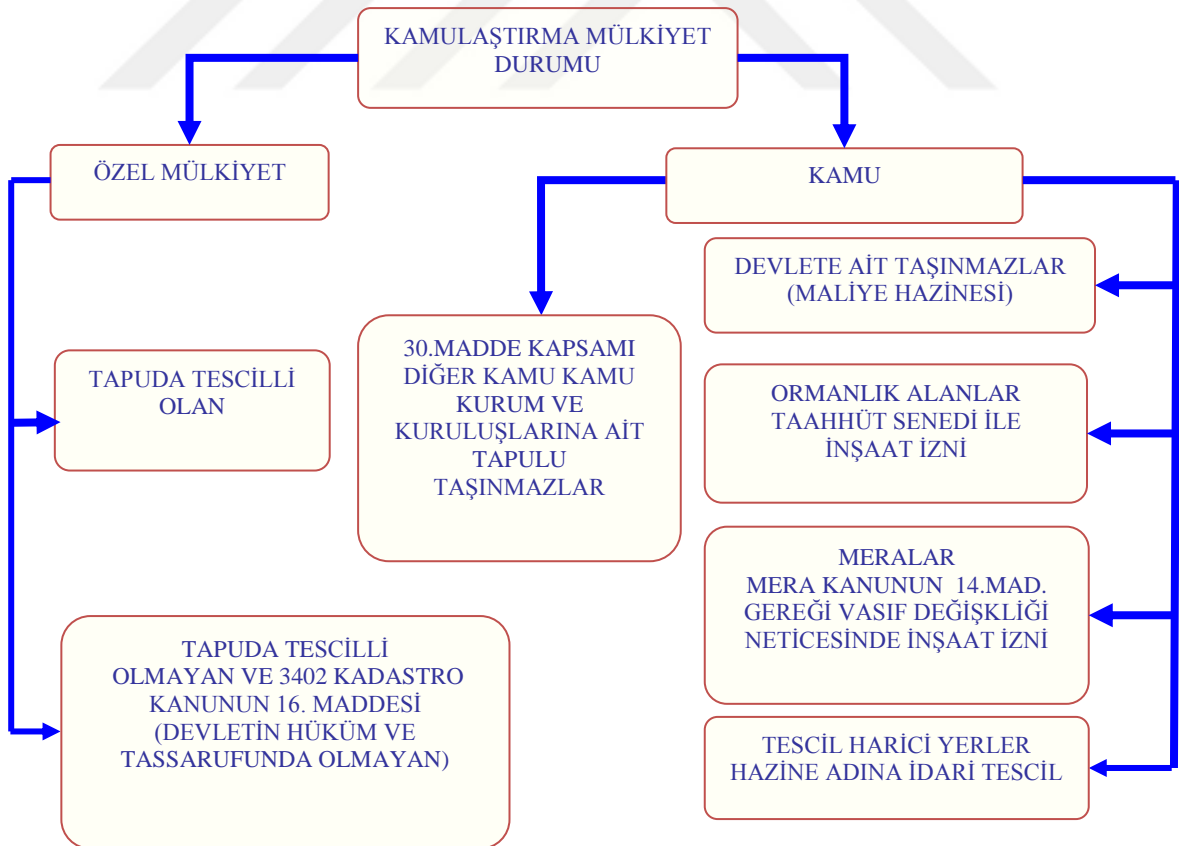 KAMULAŞTIRMA MÜLKİYET
DURUMU
ÖZEL MÜLKİYET
KAMU
TAPUDA TESCİLLİ
OLAN
TAPUDA TESCİLLİ
OLMAYAN VE 3402 KADASTRO
KANUNUN 16. MADDESİ
(DEVLETİN HÜKÜM VE
TASSARUFUNDA OLMAYAN)
30.MADDE KAPSAMI
DİĞER KAMU KAMU
KURUM VE
KURULUŞLARINA AİT
TAPULU
TAŞINMAZLAR
DEVLETE AİT TAŞINMAZLAR
(MALİYE HAZİNESİ)
ORMANLIK ALANLAR
TAAHHÜT SENEDİ İLE
İNŞAAT İZNİ
MERALAR
MERA KANUNUN 14.MAD.
GEREĞİ VASIF DEĞİŞKLİĞİ
NETİCESİNDE İNŞAAT İZNİ
TESCİL HARİCİ YERLER
HAZİNE ADINA İDARİ TESCİL